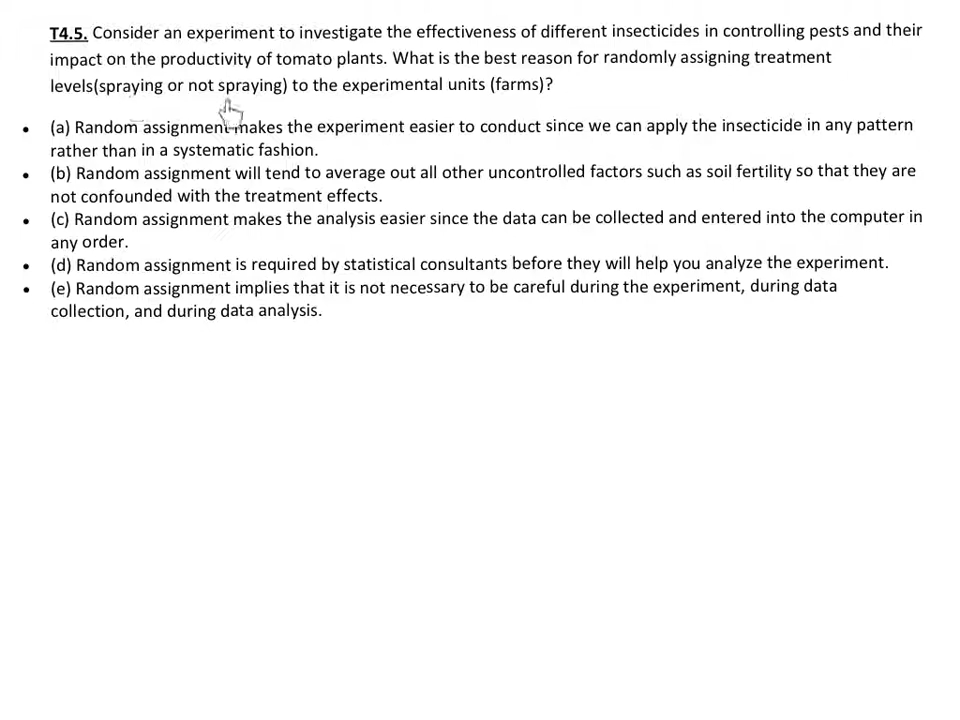 T4.5. Consider an experiment to investigate the effectiveness of different insecticides in controlling pests and their
impact on the productivity of tomato plants. What is the best reason for randomly assigning treatment
levels(spraying or not spraying) to the experimental units (farms)?
• (a) Random assignment makes the experiment easier to conduct since we can apply the insecticide in any pattern
rather than in a systematic fashion.
• (b) Random assignment will tend to average out all other uncontrolled factors such as soil fertility so that they are
not confounded with the treatment effects.
• (c) Random assignment makes the analysis easier since the data can be collected and entered into the computer in
any order.
• (d) Random assignment is required by statistical consultants before they will help you analyze the experiment.
• (e) Random assignment implies that it is not necessary to be careful during the experiment, during data
collection, and during data analysis.